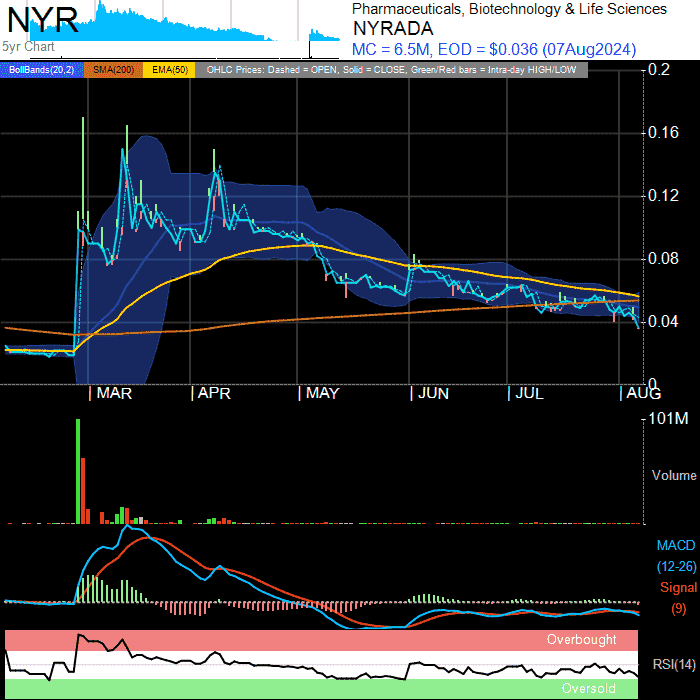 NYR
5yr Chart
Pharmaceuticals, Biotechnology & Life Sciences
NYRADA
MC = 6.5M, EOD = $0.036 (07Aug2024)
BollBands(20,2) SMA(200) EMA(50) OHLC Prices: Dashed = OPEN, Solid = CLOSE, Green/Red bars = Intra-day HIGH/LOW
0.2
0.16
0.12
0.08
0.04
0
MAR APR MAY JUN JUL AUG
101M
Volume
MACD
(12-26)
Signal
(9)
Overbought
RSI(14)
Oversold